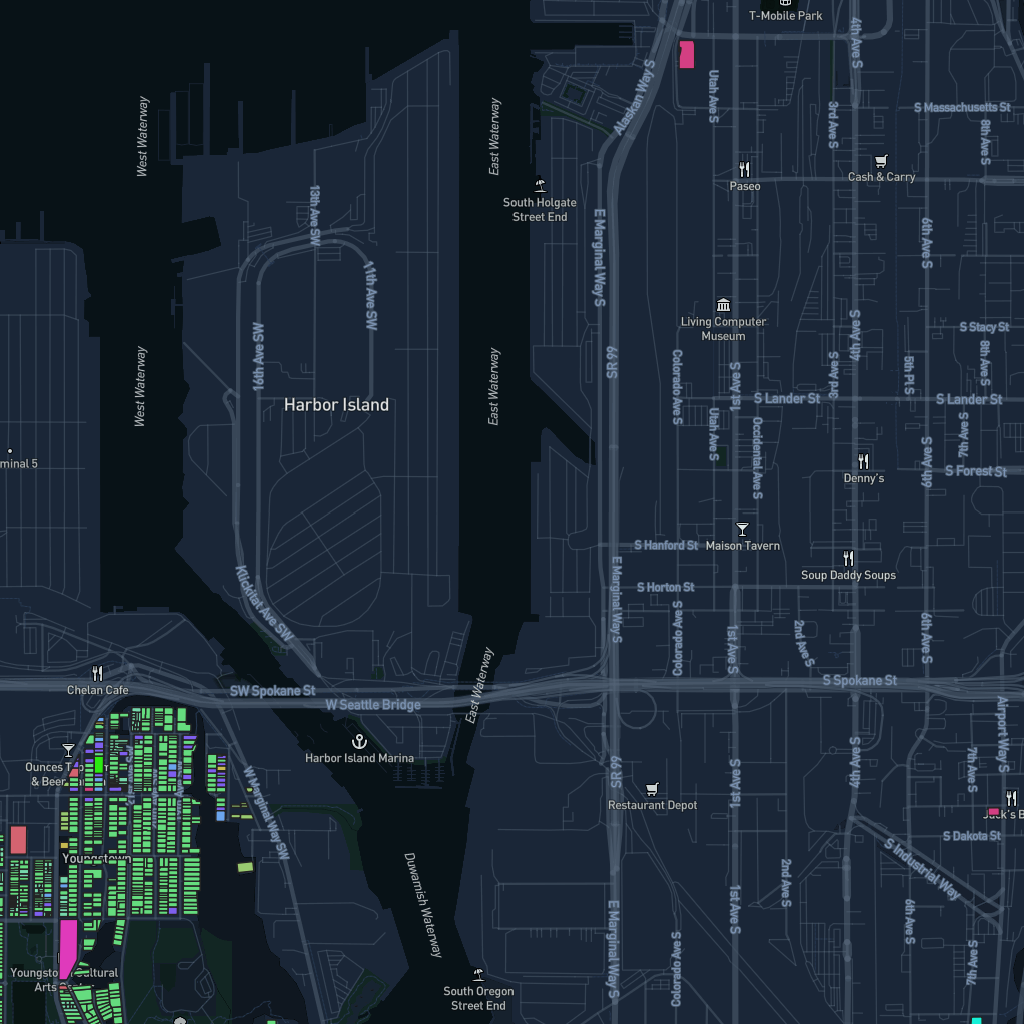 T-Mobile Park
4th Ave S
Alaskan Way S
Utah Ave S
3rd Ave S
S Massachusetts St
8th Ave S
West Waterway
East Waterway
Paseo
Cash & Carry
South Holgate
Street End
13th Ave SW
E Marginal Way S
6th Ave S
11th Ave SW
Living Computer
Museum
S Stacy St
16th Ave SW
4th Ave S
SR 99
West Waterway
East Waterway
Colorado Ave S
1st Ave S
3rd Ave S
5th Pl S
8th Ave S
Harbor Island
S Lander St
S Lander St
Utah Ave S
Occidental Ave S
7th Ave S
minal 5
Denny's
6th Ave S
S Forest St
Maison Tavern
S Hanford St
Soup Daddy Soups
S Horton St
E Marginal Way S
Klickitat Ave SW
Colorado Ave S
1st Ave S
2nd Ave S
6th Ave S
East Waterway
Chelan Cafe
SW Spokane St
W Seattle Bridge
S Spokane St
Airport Way S
Harbor Island Marina
Ounces T
& Beer
W Marginal Way SW
SR 99
1st Ave S
4th Ave S
7th Ave S
Restaurant Depot
Jack's B
S Dakota St
Youngstown
S Industrial Way
Duwamish Waterway
2nd Ave S
1st Ave S
E Marginal Way S
6th Ave S
7th Ave S
Colorado Ave S
Youngstown Cultural
Arts
South Oregon
Street End